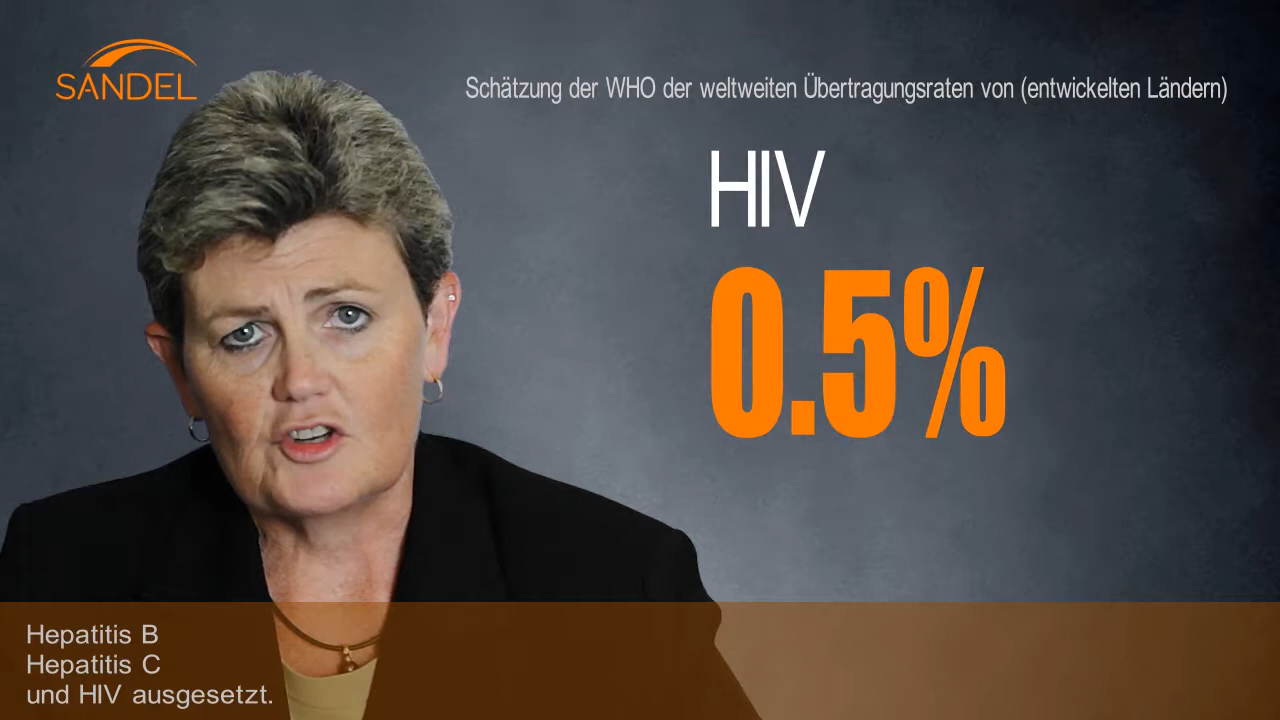 SANDEL
Schätzung der WHO der weltweiten Übertragungsraten von (entwickelten Ländern)
HIV
0.5%
Hepatitis B
Hepatitis C
und HIV ausgesetzt.